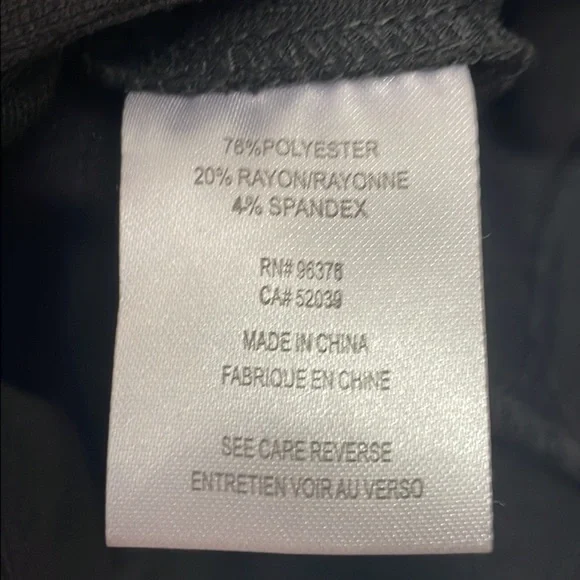 76%POLYESTER
20% RAYON/RAYONNE
4% SPANDEX
RN# 96376
CA# 52039
MADE IN CHINA
FABRIQUE EN CHINE
SEE CARE REVERSE
ENTRETIEN VOIR AU VERSO